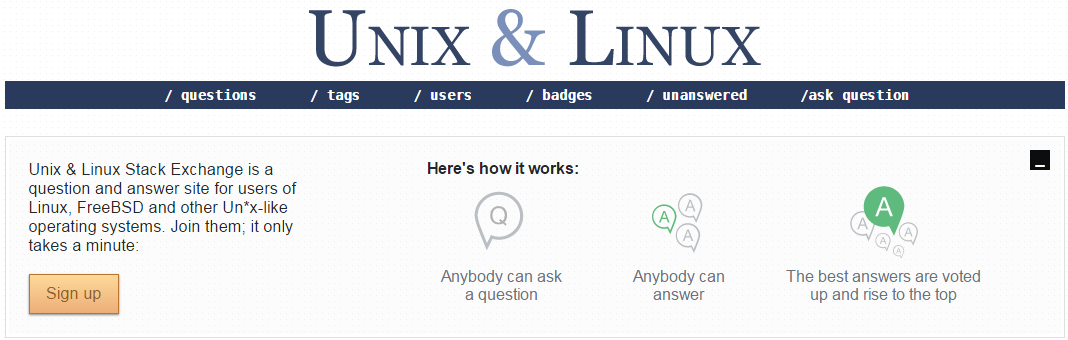 UNIX & LINUX
/ questions / tags / users / badges / unanswered /ask question
Unix & Linux Stack Exchange is a
question and answer site for users of
Linux, FreeBSD and other Un*x-like
operating systems. Join them; it only
takes a minute:
Sign up
Here's how it works:
Q
Anybody can ask
a question
A
A
A
Anybody can
answer
A
A
A
A
A
The best answers are voted
up and rise to the top